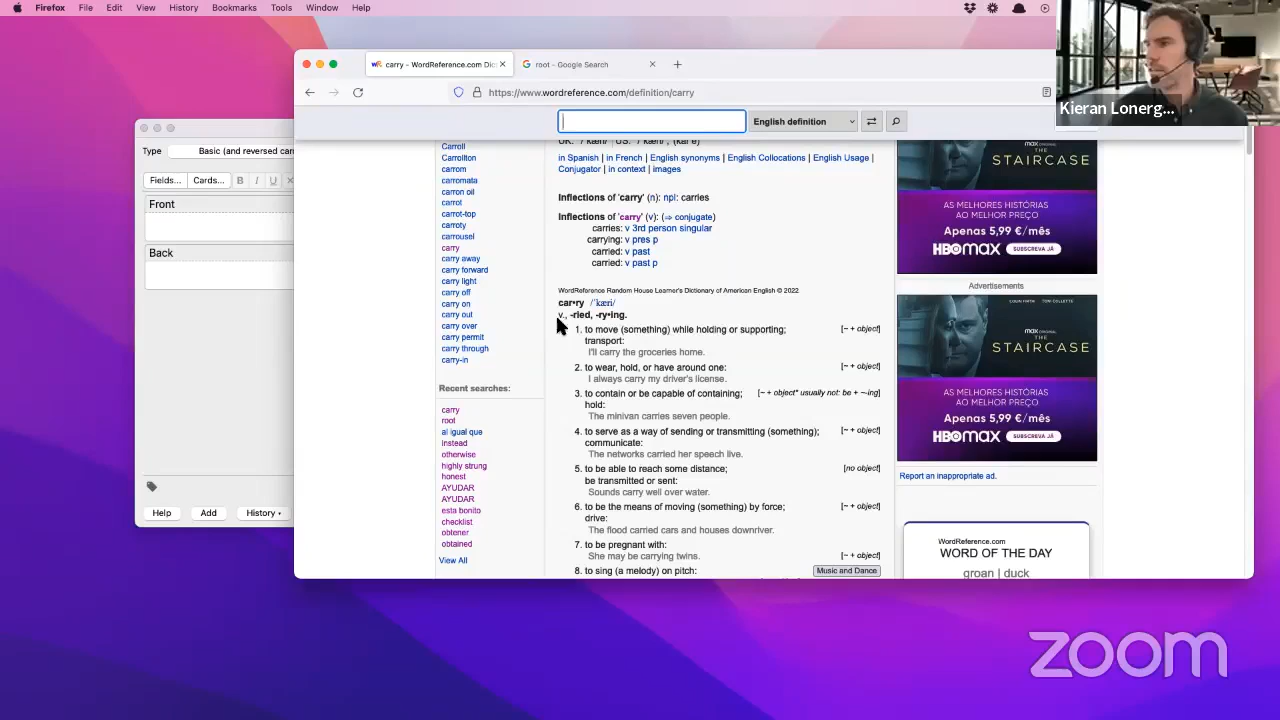 Firefox File Edit View History Bookmarks Tools Window Help
carry - WordReference.com Dic
root - Google Search
https://www.wordreference.com/definition/carry
Kieran Lonerg...
English definition
Type Basic (and reversed car
Fields... Cards... B I U
Front
Back
Help Add History
Carroll
Carrollton
carrom
carromata
carron oil
carrot
carrot-top
carroty
carrousel
carry
carry away
carry forward
carry light
carry off
carry on
carry out
carry over
carry permit
carry through
carry-in
Recent searches:
carry
root
al igual que
instead
otherwise
highly strung
honest
AYUDAR
AYUDAR
esta bonito
checklist
obtener
obtained
View All
in Spanish | in French | English synonyms | English Collocations | English Usage |
Conjugator | in context | images
Inflections of 'carry' (n): npl: carries
Inflections of 'carry' (v): (⇒ conjugate)
carries: v 3rd person singular
carrying: v pres p
carried: v past
carried: v past p
WordReference Random House Learner's Dictionary of American English © 2022
car•ry /ˈkæri/
v., -ried, -ry•ing.
1. to move (something) while holding or supporting; [~ + object]
transport:
I'll carry the groceries home.
2. to wear, hold, or have around one: [~ + object]
I always carry my driver's license.
3. to contain or be capable of containing; [~ + object* usually not: be + ~-ing]
hold:
The minivan carries seven people.
4. to serve as a way of sending or transmitting (something); [~ + object]
communicate:
The networks carried her speech live.
5. to be able to reach some distance; [no object]
be transmitted or sent:
Sounds carry well over water.
6. to be the means of moving (something) by force; [~ + object]
drive:
The flood carried cars and houses downriver.
7. to be pregnant with: [~ + object]
She may be carrying twins.
8. to sing (a melody) on pitch: Music and Dance
max
THE
STAIRCASE
AS MELHORES HISTÓRIAS
AO MELHOR PREÇO
Apenas 5,99 €/mês
HBOmax SUBSCREVA JÁ
Advertisements
COLIN FIRTH TONI COLLETTE
max
THE
STAIRCASE
AS MELHORES HISTÓRIAS
AO MELHOR PREÇO
Apenas 5,99 €/mês
HBOmax SUBSCREVA JÁ
Report an inappropriate ad.
WordReference.com
WORD OF THE DAY
groan | duck
zoom